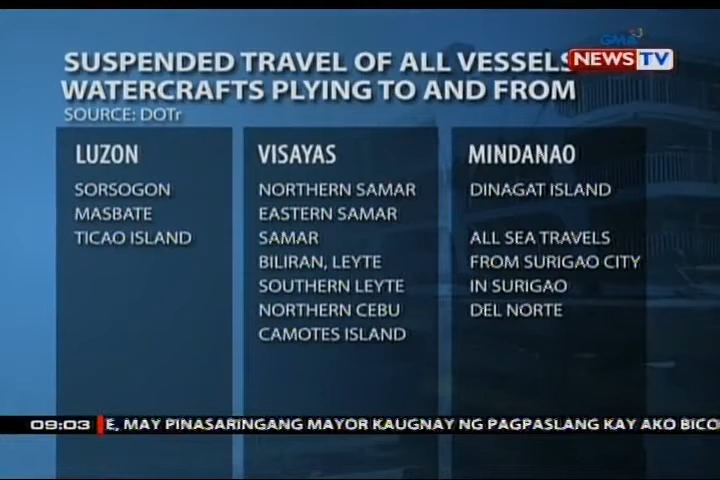 GMA
NEWS TV
SUSPENDED TRAVEL OF ALL VESSELS
WATERCRAFTS PLYING TO AND FROM
SOURCE: DOTr
LUZON
SORSOGON
MASBATE
TICAO ISLAND
VISAYAS
NORTHERN SAMAR
EASTERN SAMAR
SAMAR
BILIRAN, LEYTE
SOUTHERN LEYTE
NORTHERN CEBU
CAMOTES ISLAND
MINDANAO
DINAGAT ISLAND
ALL SEA TRAVELS
FROM SURIGAO CITY
IN SURIGAO
DEL NORTE
09:03 E, MAY PINASARINGANG MAYOR KAUGNAY NG PAGPASLANG KAY AKO BICO